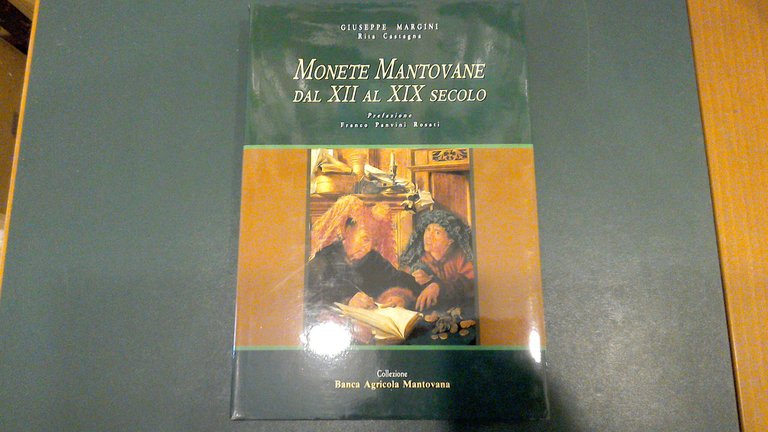 GIUSEPPE MARGINI
Rita Castagna
MONETE MANTOVANE
DAL XII AL XIX SECOLO
Prefazione
Franco Panvini Rosati
Collezione
Banca Agricola Mantovana